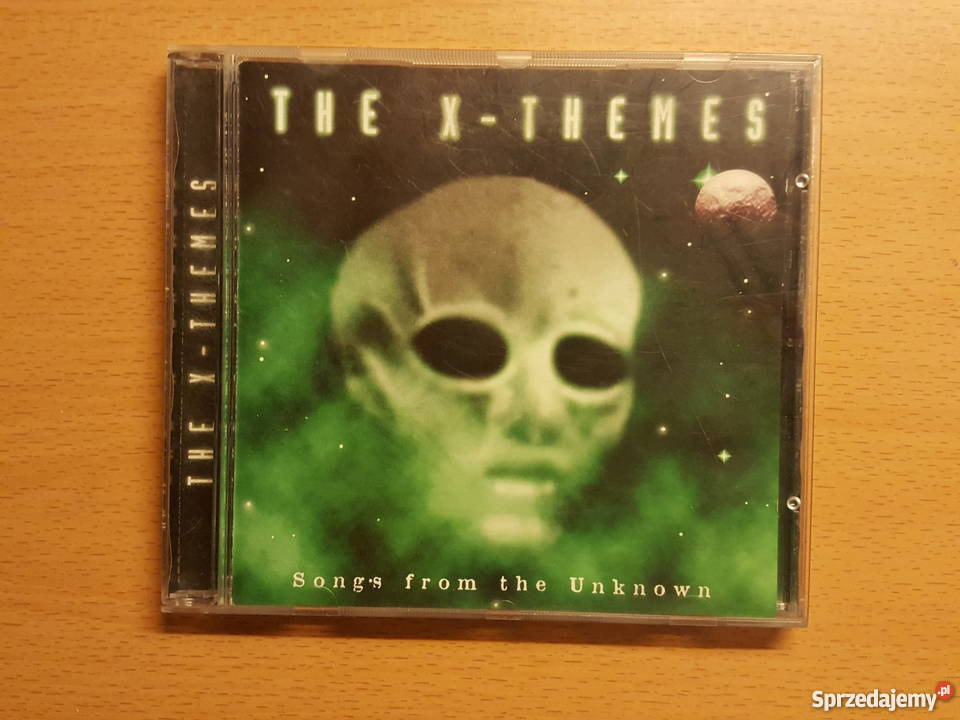 THE X-THEMES
THE X-THEMES
Songs from the Unknown
Sprzedajemy.pl